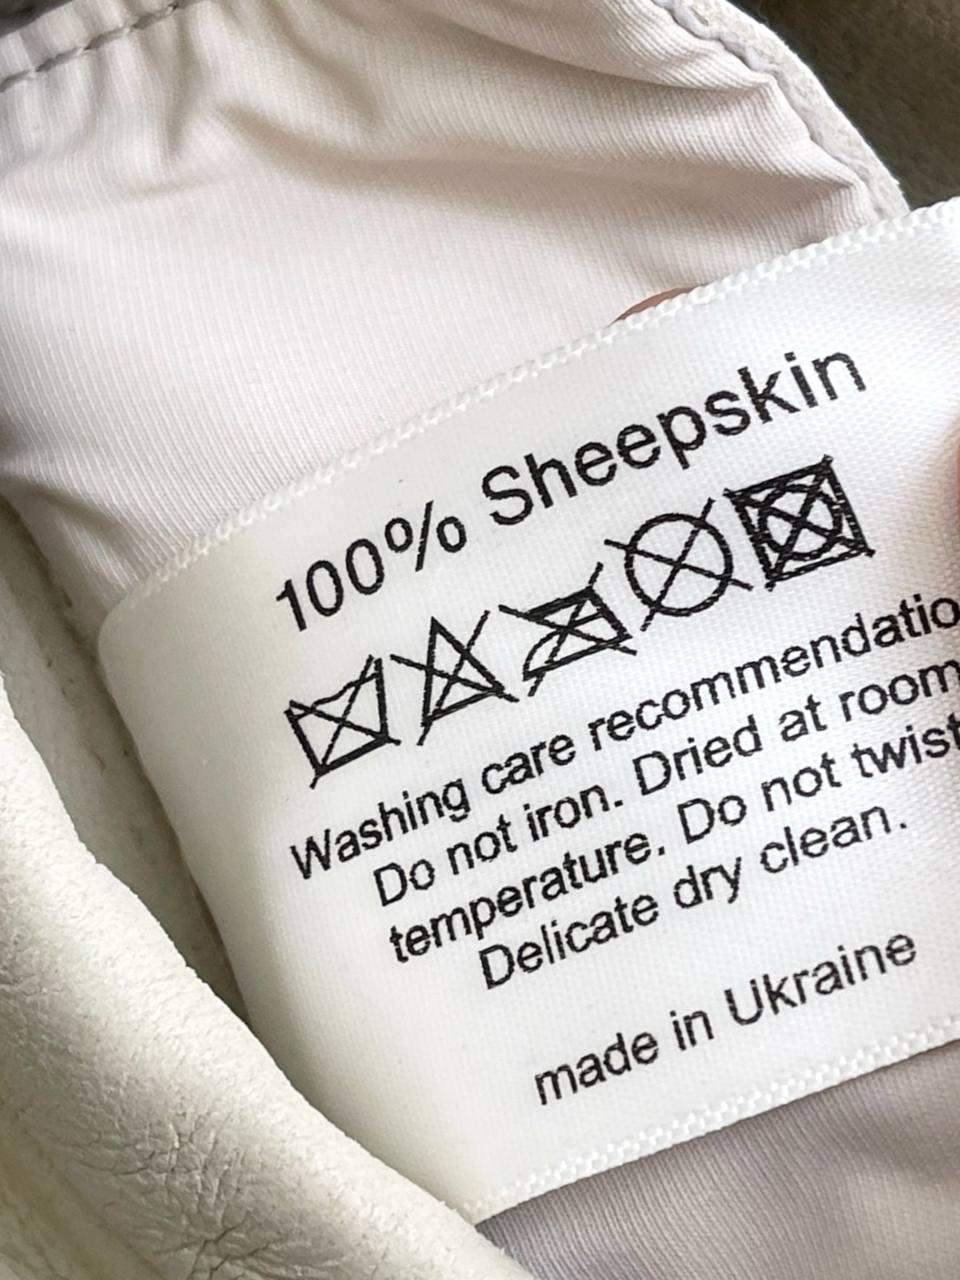 100% Sheepskin
Washing care recommendatio
Do not iron. Dried at room
temperature. Do not twist
Delicate dry clean.
made in Ukraine